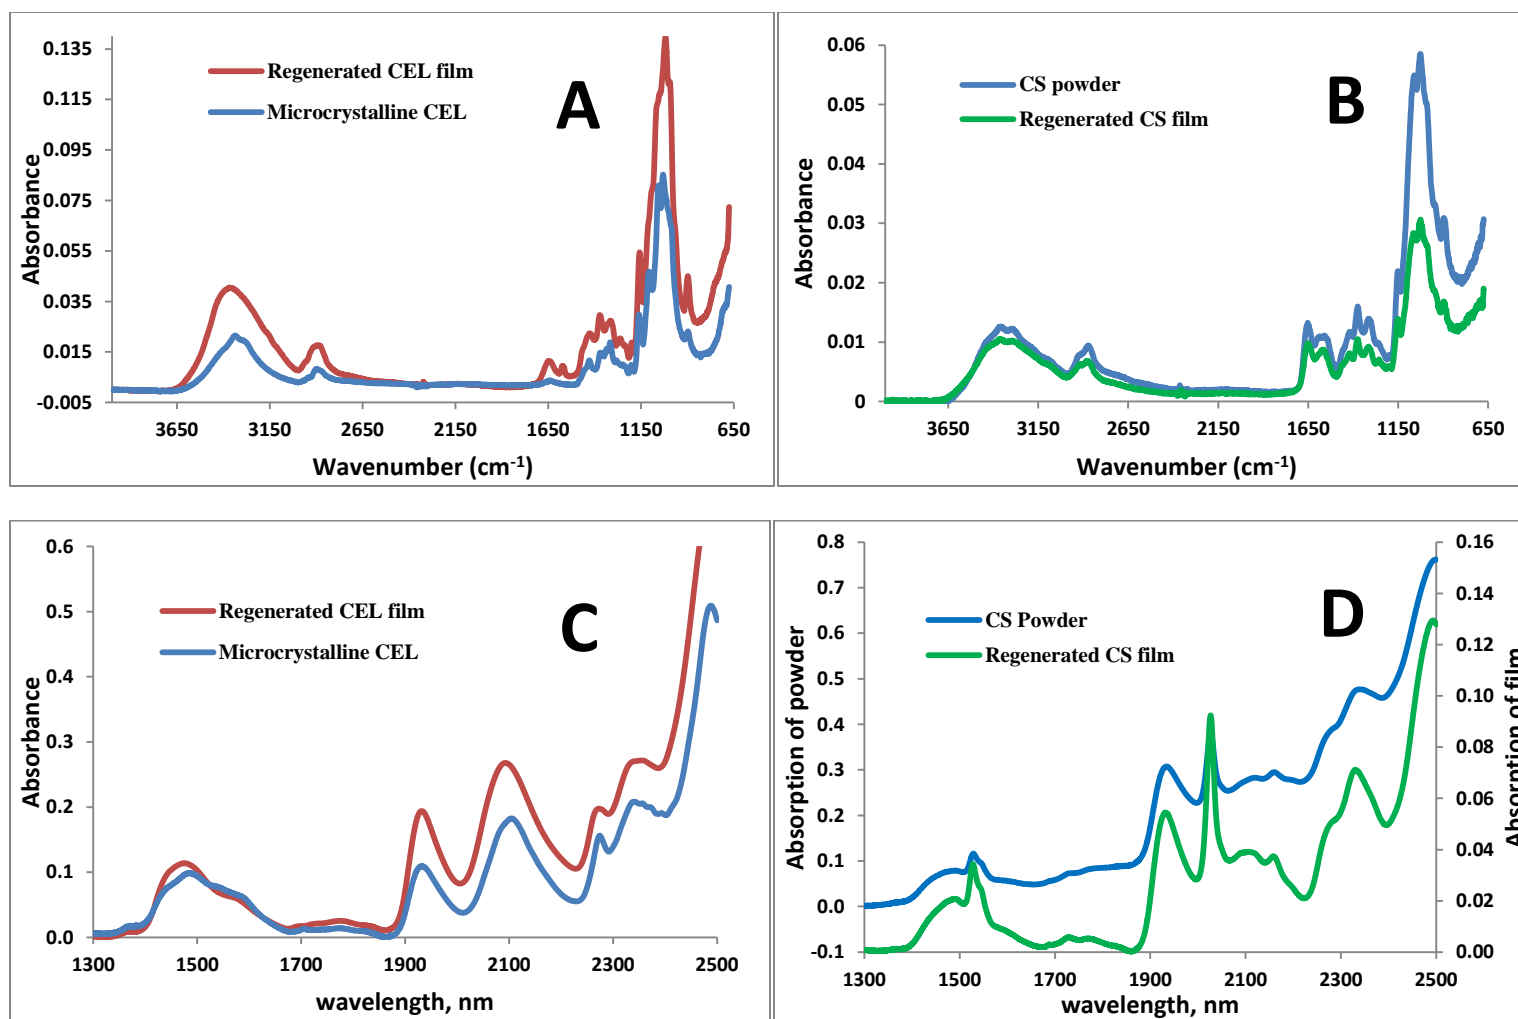 A
Regenerated CEL film
Microcrystalline CEL
Absorbance
0.135
0.115
0.095
0.075
0.055
0.035
0.015
-0.005
3650 3150 2650 2150 1650 1150 650
Wavenumber (cm-1)
B
CS powder
Regenerated CS film
Absorbance
0.06
0.05
0.04
0.03
0.02
0.01
0
3650 3150 2650 2150 1650 1150 650
Wavenumber (cm-1)
C
Regenerated CEL film
Microcrystalline CEL
Absorbance
0.6
0.5
0.4
0.3
0.2
0.1
0.0
1300 1500 1700 1900 2100 2300 2500
wavelength, nm
D
CS Powder
Regenerated CS film
Absorption of powder
0.8
0.7
0.6
0.5
0.4
0.3
0.2
0.1
0.0
-0.1
1300 1500 1700 1900 2100 2300 2500
wavelength, nm
0.16
0.14
0.12
0.10
0.08
0.06
0.04
0.02
0.00
Absorption of film